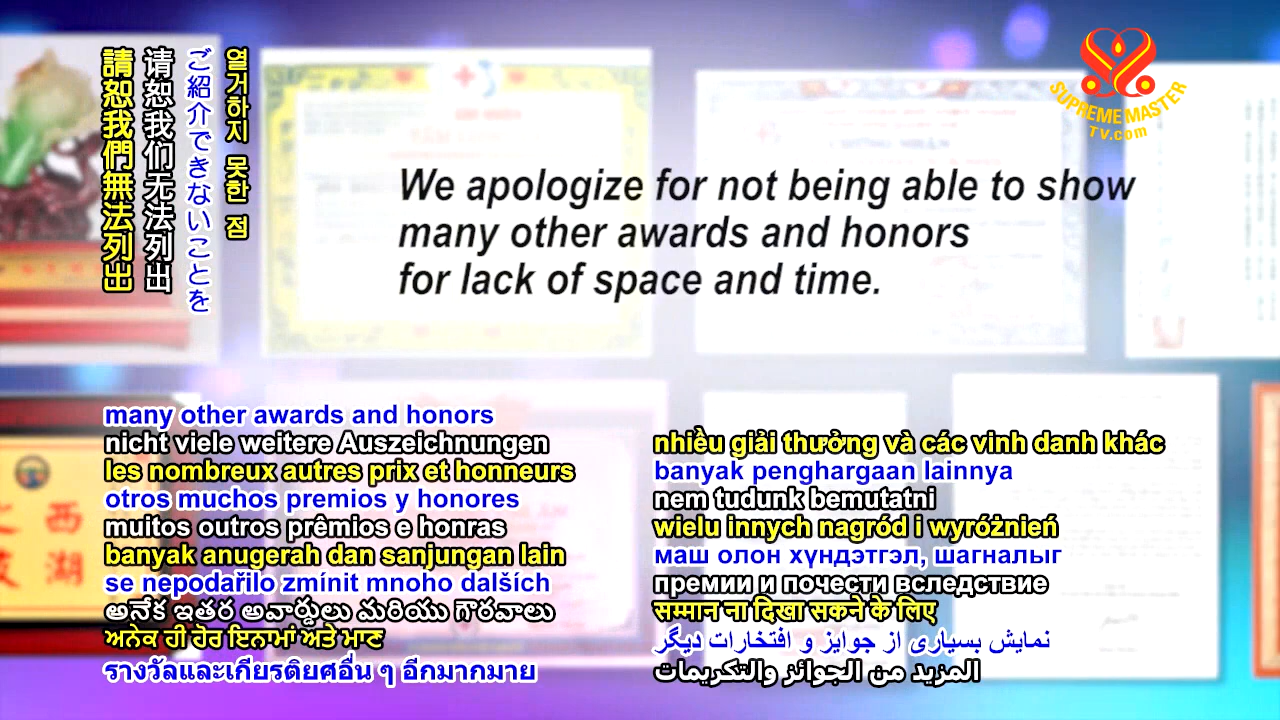 請恕我們無法列出
请恕我们无法列出
ご紹介できないことを
열거하지 못한 점
SUPREME MASTER
TV.com
We apologize for not being able to show
many other awards and honors
for lack of space and time.
many other awards and honors
nicht viele weitere Auszeichnungen
les nombreux autres prix et honneurs
otros muchos premios y honores
muitos outros prêmios e honras
banyak anugerah dan sanjungan lain
se nepodařilo zmínit mnoho dalších
అనేక ఇతర అవార్డులు మరియు గౌరవాలు
ਅਨੇਕ ਹੀ ਹੋਰ ਇਨਾਮਾਂ ਅਤੇ ਮਾਣ
รางวัลและเกียรติยศอื่น ๆ อีกมากมาย
nhiều giải thưởng và các vinh danh khác
banyak penghargaan lainnya
nem tudunk bemutatni
wielu innych nagród i wyróżnień
маш олон хүндэтгэл, шагналыг
премии и почести вследствие
सम्मान ना दिखा सकने के लिए
نمایش بسیاری از جوایز و افتخارات دیگر
المزيد من الجوائز والتكريمات
西
湖